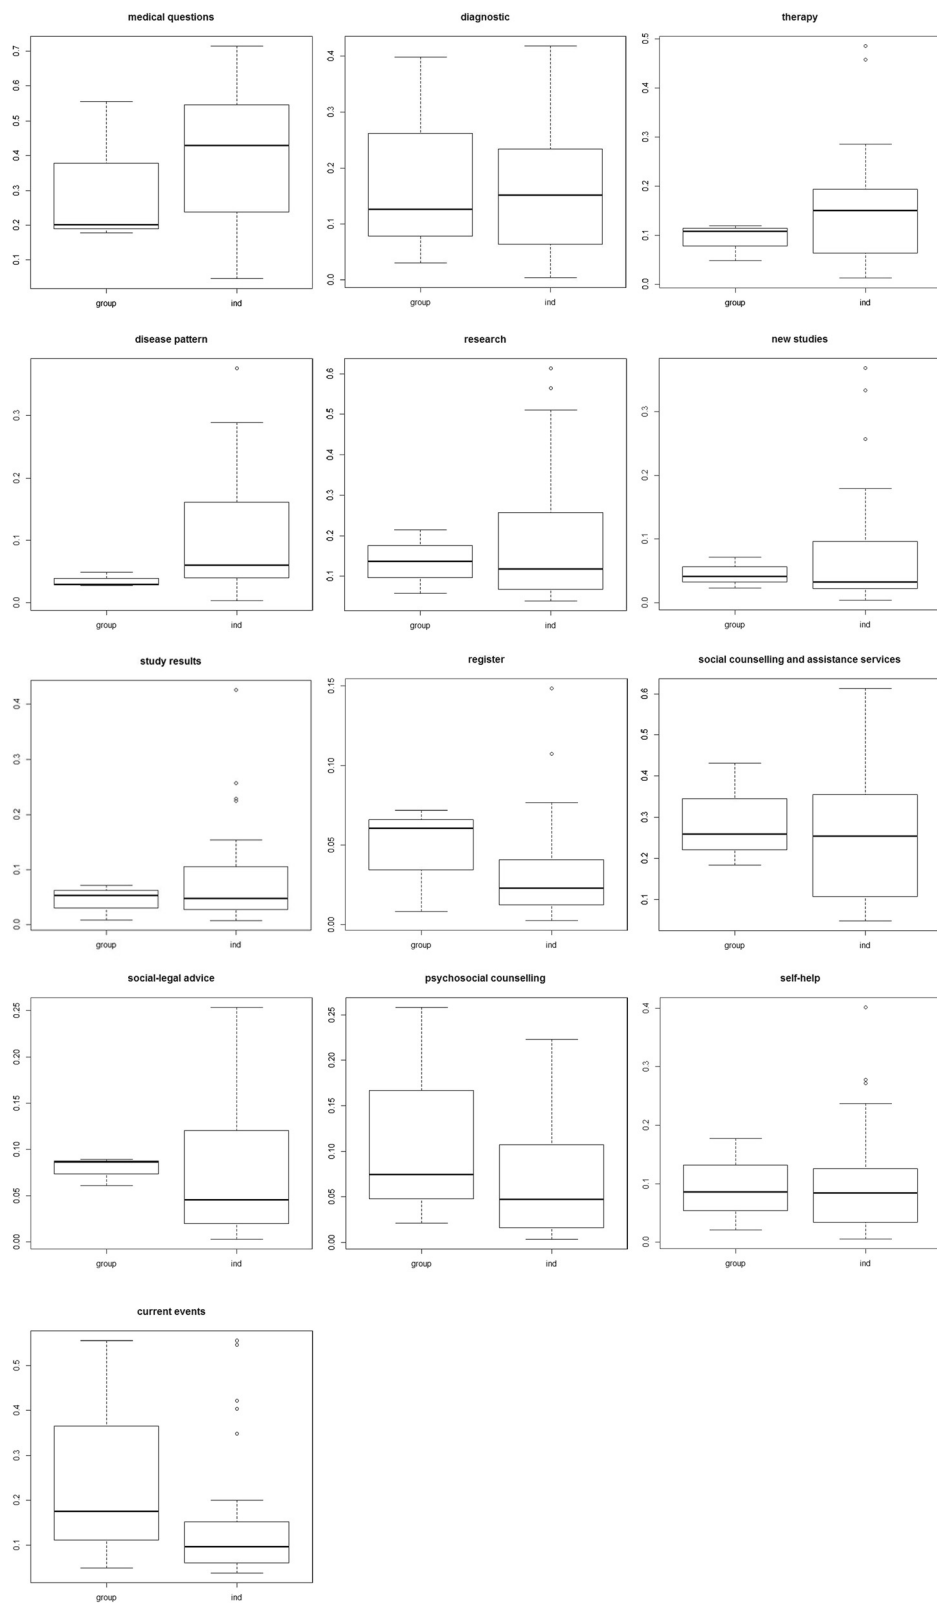 medical questions
0.7
0.6
0.5
0.4
0.3
0.2
0.1
group ind
diagnostic
0.4
0.3
0.2
0.1
0.0
group ind
therapy
0.5
0.4
0.3
0.2
0.1
0.0
group ind
disease pattern
0.3
0.2
0.1
0.0
group ind
research
0.6
0.5
0.4
0.3
0.2
0.1
group ind
new studies
0.3
0.2
0.1
0.0
group ind
study results
0.4
0.3
0.2
0.1
0.0
group ind
register
0.15
0.10
0.05
0.00
group ind
social counselling and assistance services
0.6
0.5
0.4
0.3
0.2
0.1
group ind
social-legal advice
0.25
0.20
0.15
0.10
0.05
0.00
group ind
psychosocial counselling
0.25
0.20
0.15
0.10
0.05
0.00
group ind
self-help
0.4
0.3
0.2
0.1
0.0
group ind
current events
0.5
0.4
0.3
0.2
0.1
group ind